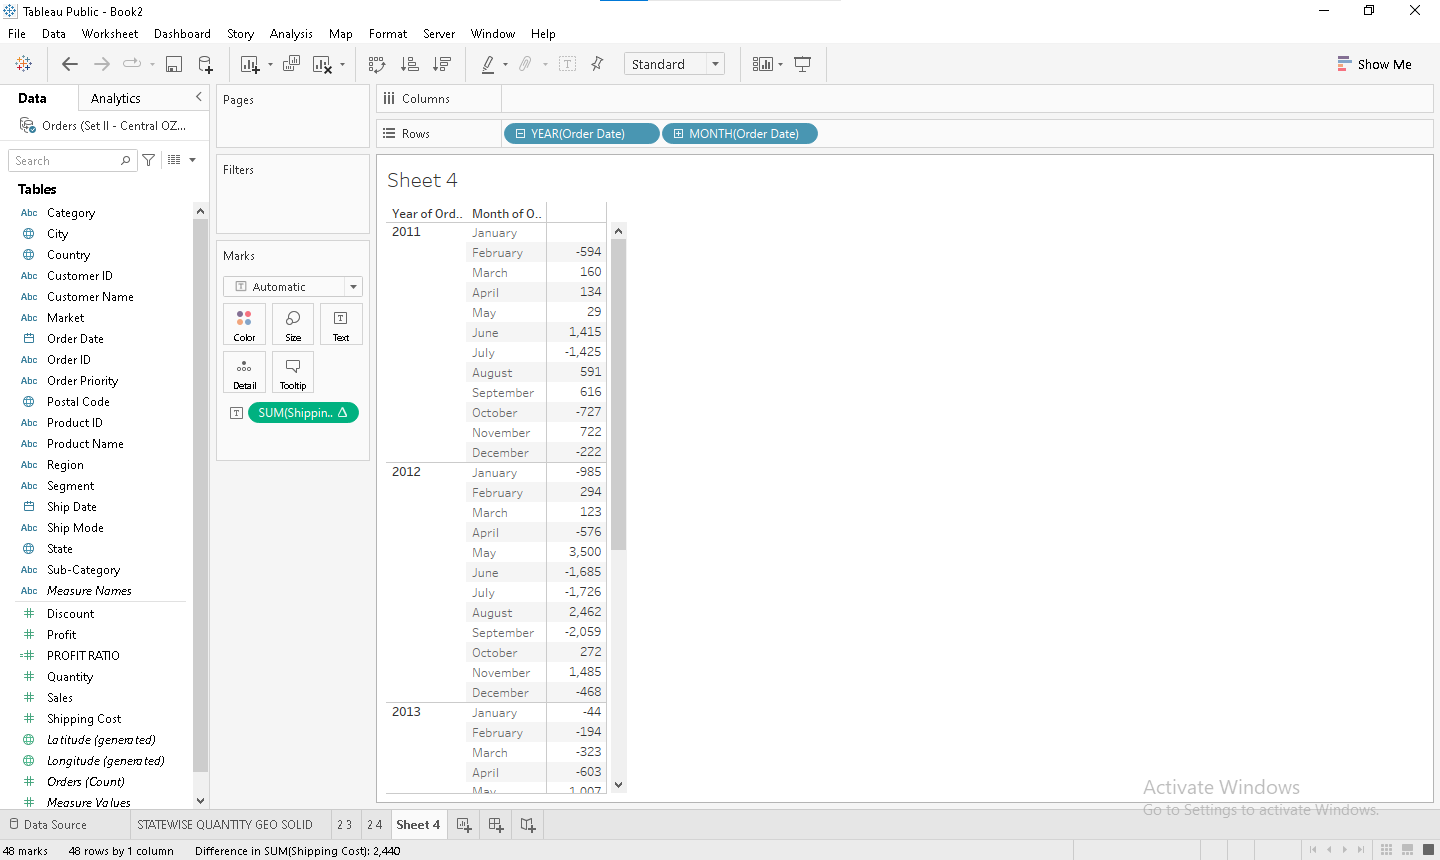 Tableau Public - Book2
File Data Worksheet Dashboard Story Analysis Map Format Server Window Help
Standard
Show Me
Data Analytics
Orders (Set II - Central OZ...
Search
Tables
Abc Category
City
Country
Abc Customer ID
Abc Customer Name
Abc Market
Order Date
Abc Order ID
Abc Order Priority
Postal Code
Abc Product ID
Abc Product Name
Abc Region
Abc Segment
Ship Date
Abc Ship Mode
State
Abc Sub-Category
Abc Measure Names
# Discount
# Profit
=# PROFIT RATIO
# Quantity
# Sales
# Shipping Cost
Latitude (generated)
Longitude (generated)
# Orders (Count)
# Measure Values
Pages
Filters
Marks
T Automatic
Color Size Text
Detail Tooltip
T SUM(Shippin.. Δ
Columns
Rows YEAR(Order Date) MONTH(Order Date)
Sheet 4
Year of Ord.. Month of O..
2011 January
February -594
March 160
April 134
May 29
June 1,415
July -1,425
August 591
September 616
October -727
November 722
December -222
2012 January -985
February 294
March 123
April -576
May 3,500
June -1,685
July -1,726
August 2,462
September -2,059
October 272
November 1,485
December -468
2013 January -44
February -194
March -323
April -603
May 1,007
Activate Windows
Go to Settings to activate Windows.
Data Source STATEWISE QUANTITY GEO SOLID 2 3 2 4 Sheet 4
48 marks 48 rows by 1 column Difference in SUM(Shipping Cost): 2,440